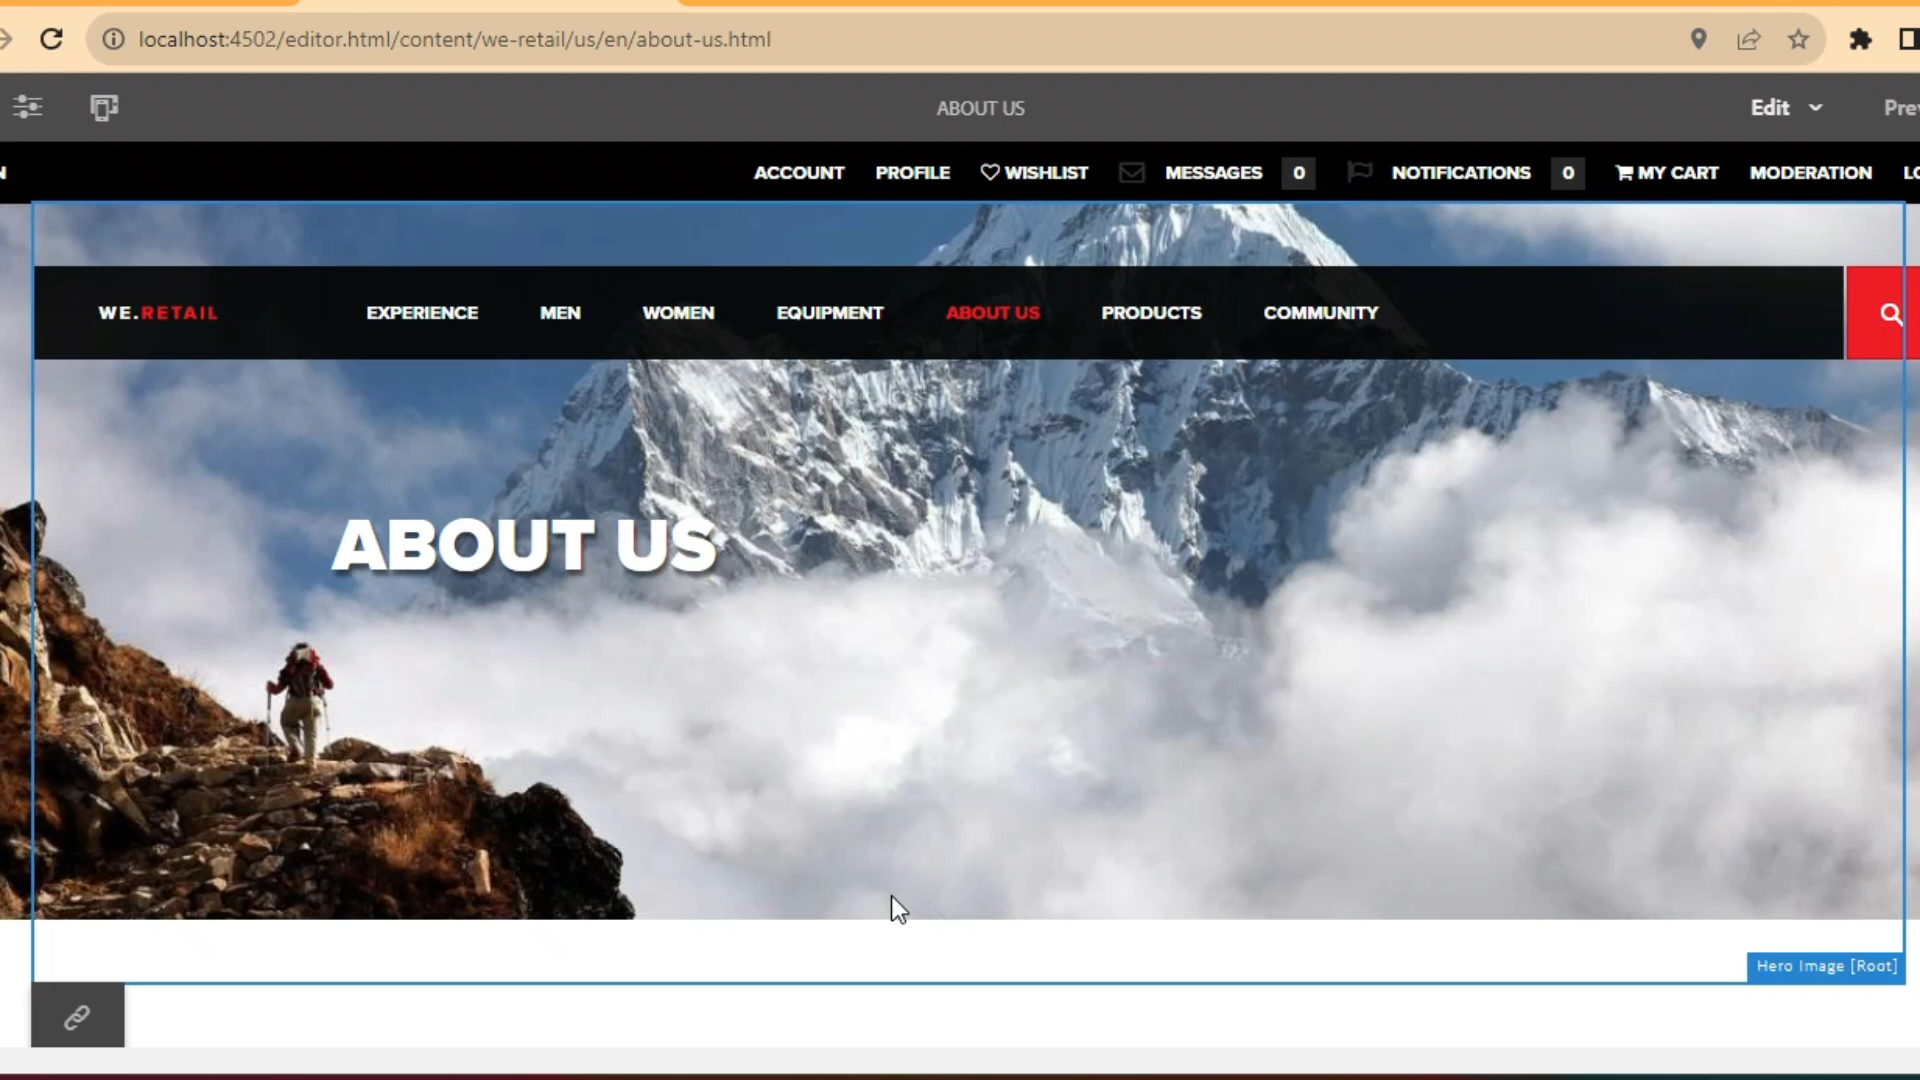 localhost:4502/editor.html/content/we-retail/us/en/about-us.html
ABOUT US
Edit
ACCOUNT PROFILE WISHLIST MESSAGES 0 NOTIFICATIONS 0 MY CART MODERATION
WE.RETAIL EXPERIENCE MEN WOMEN EQUIPMENT ABOUT US PRODUCTS COMMUNITY
ABOUT US
Hero Image [Root]